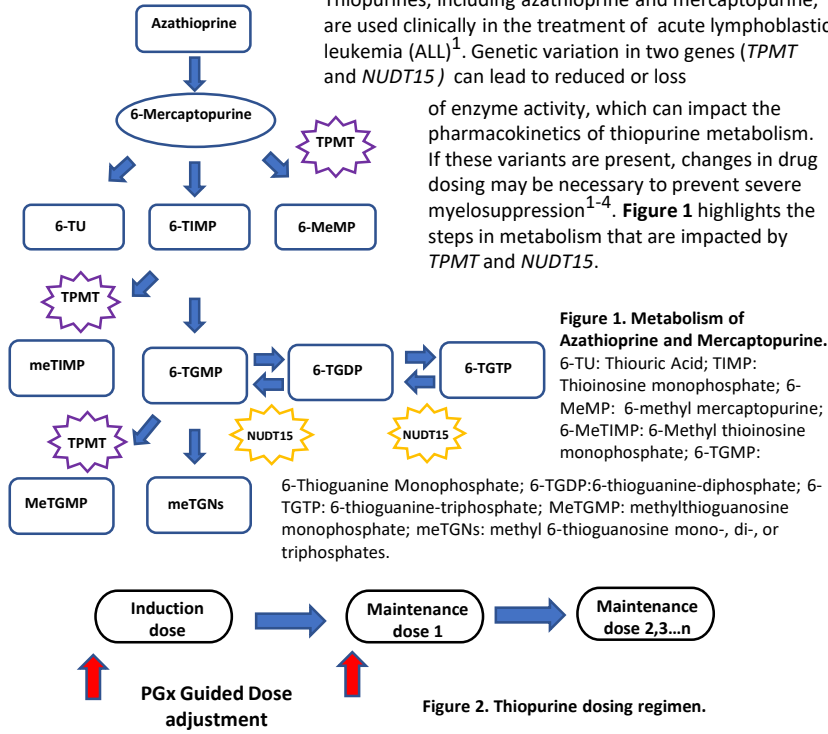 Thiopurines, including azathioprine and mercaptopurine,
are used clinically in the treatment of acute lymphoblastic
leukemia (ALL)1. Genetic variation in two genes (TPMT
and NUDT15 ) can lead to reduced or loss
of enzyme activity, which can impact the
pharmacokinetics of thiopurine metabolism.
If these variants are present, changes in drug
dosing may be necessary to prevent severe
myelosuppression1-4. Figure 1 highlights the
steps in metabolism that are impacted by
TPMT and NUDT15.
Azathioprine
6-Mercaptopurine
TPMT
6-TU
6-TIMP
6-MeMP
TPMT
meTIMP
6-TGMP
6-TGDP
6-TGTP
TPMT
NUDT15
NUDT15
MeTGMP
meTGNs
Figure 1. Metabolism of
Azathioprine and Mercaptopurine.
6-TU: Thiouric Acid; TIMP:
Thioinosine monophosphate; 6-
MeMP: 6-methyl mercaptopurine;
6-MeTIMP: 6-Methyl thioinosine
monophosphate; 6-TGMP:
6-Thioguanine Monophosphate; 6-TGDP:6-thioguanine-diphosphate; 6-
TGTP: 6-thioguanine-triphosphate; MeTGMP: methylthioguanosine
monophosphate; meTGNs: methyl 6-thioguanosine mono-, di-, or
triphosphates.
Induction
dose
Maintenance
dose 1
Maintenance
dose 2,3...n
PGx Guided Dose
adjustment
Figure 2. Thiopurine dosing regimen.